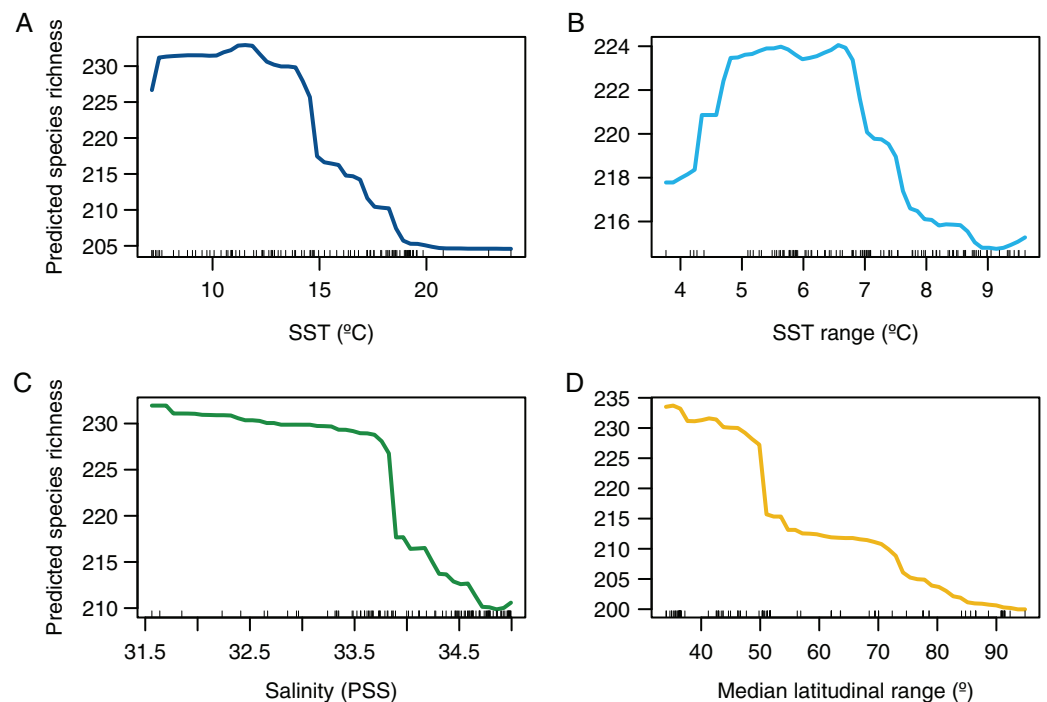 A
Predicted species richness
230
225
220
215
210
205
10 15 20
SST (ºC)
B
224
222
220
218
216
4 5 6 7 8 9
SST range (ºC)
C
Predicted species richness
230
225
220
215
210
31.5 32.5 33.5 34.5
Salinity (PSS)
D
235
230
225
220
215
210
205
200
40 50 60 70 80 90
Median latitudinal range (º)